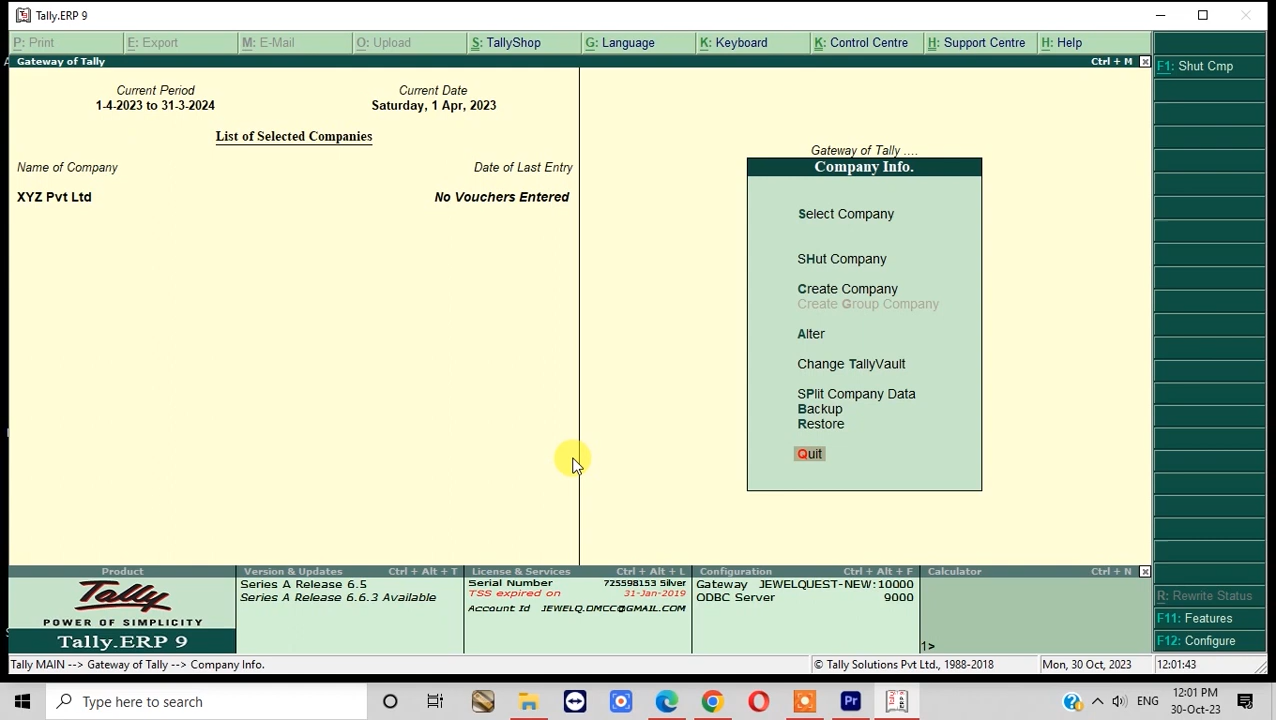 Tally.ERP 9
P: Print
E: Export
M: E-Mail
O: Upload
S: TallyShop
G: Language
K: Keyboard
K: Control Centre
H: Support Centre
H: Help
F1: Shut Cmp
Gateway of Tally
Ctrl + M
Current Period
1-4-2023 to 31-3-2024
Current Date
Saturday, 1 Apr, 2023
List of Selected Companies
Name of Company
Date of Last Entry
XYZ Pvt Ltd
No Vouchers Entered
Gateway of Tally ....
Company Info.
Select Company
SHut Company
Create Company
Create Group Company
Alter
Change TallyVault
SPlit Company Data
Backup
Restore
Quit
R: Rewrite Status
F11: Features
F12: Configure
Product
Tally
POWER OF SIMPLICITY
Tally.ERP 9
Version & Updates Ctrl + Alt + T
Series A Release 6.5
Series A Release 6.6.3 Available
License & Services Ctrl + Alt + L
Serial Number 725598153 Silver
TSS expired on 31-Jan-2019
Account Id JEWELQ.DMCC@GMAIL.COM
Configuration Ctrl + Alt + F
Gateway JEWELQUEST-NEW:10000
ODBC Server 9000
Calculator Ctrl + N
1>
Tally MAIN --> Gateway of Tally --> Company Info.
© Tally Solutions Pvt Ltd., 1988-2018
Mon, 30 Oct, 2023
12:01:43
Type here to search
Pr
ENG
12:01 PM
30-Oct-23